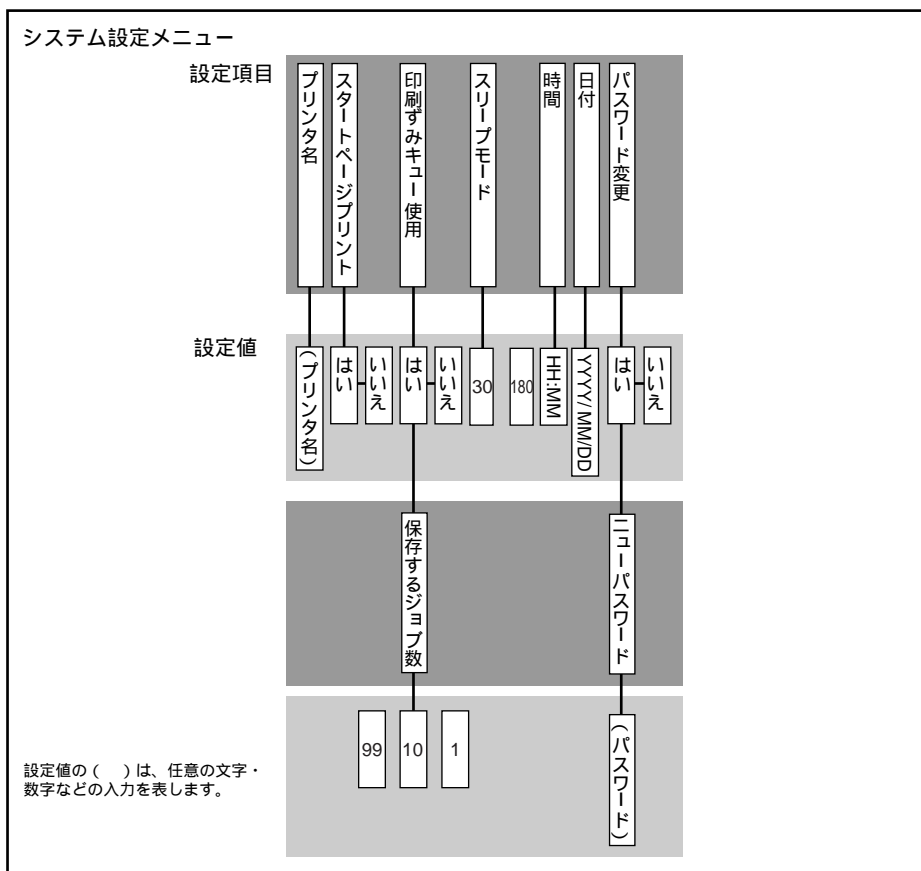 システム設定メニュー
設定項目
プリンタ名
スタートページプリント
印刷ずみキュー使用
スリープモード
時間
日付
パスワード変更
設定値
(プリンタ名)
はい
いいえ
はい
いいえ
30
180
HH:MM
YYYY/MM/DD
はい
いいえ
保存するジョブ数
ニューパスワード
99
10
1
(パスワード)
設定値の(　)は、任意の文字・
数字などの入力を表します。